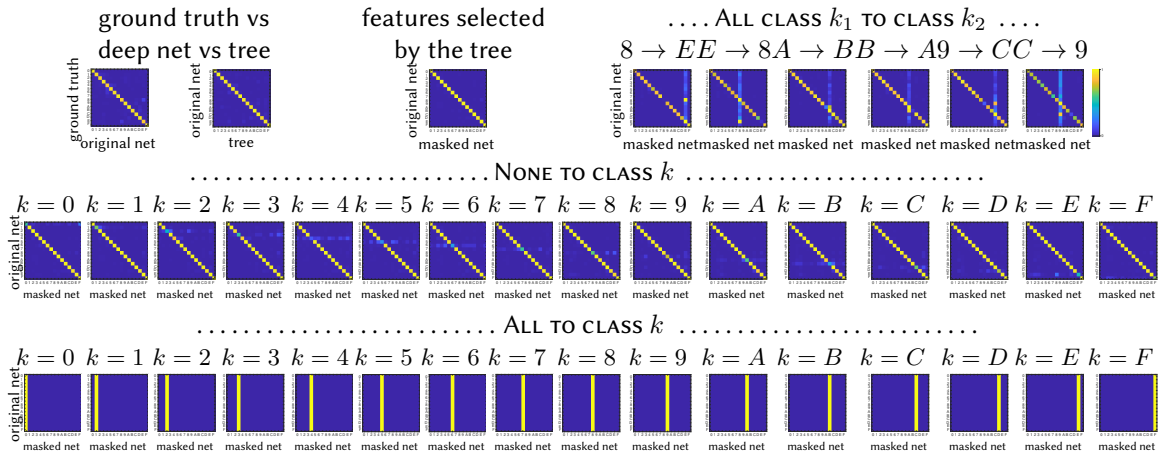 ground truth vs
deep net vs tree
features selected
by the tree
.... ALL CLASS k₁ TO CLASS k₂ ....
8 → EE → 8A → BB → A9 → CC → 9
ground truth
original net
original net
tree
original net
masked net
original net
masked net masked net masked net masked net masked net masked net
.......................... NONE TO CLASS k ..........................
k = 0 k = 1 k = 2 k = 3 k = 4 k = 5 k = 6 k = 7 k = 8 k = 9 k = A k = B k = C k = D k = E k = F
original net
masked net masked net masked net masked net masked net masked net masked net masked net masked net masked net masked net masked net masked net masked net masked net masked net
.......................... ALL TO CLASS k ..........................
k = 0 k = 1 k = 2 k = 3 k = 4 k = 5 k = 6 k = 7 k = 8 k = 9 k = A k = B k = C k = D k = E k = F
original net
masked net masked net masked net masked net masked net masked net masked net masked net masked net masked net masked net masked net masked net masked net masked net masked net